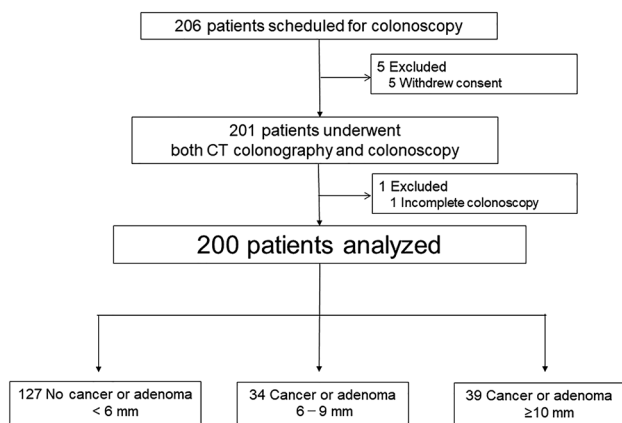 206 patients scheduled for colonoscopy
5 Excluded
5 Withdrew consent
201 patients underwent
both CT colonography and colonoscopy
1 Excluded
1 Incomplete colonoscopy
200 patients analyzed
127 No cancer or adenoma
< 6 mm
34 Cancer or adenoma
6 – 9 mm
39 Cancer or adenoma
≥10 mm